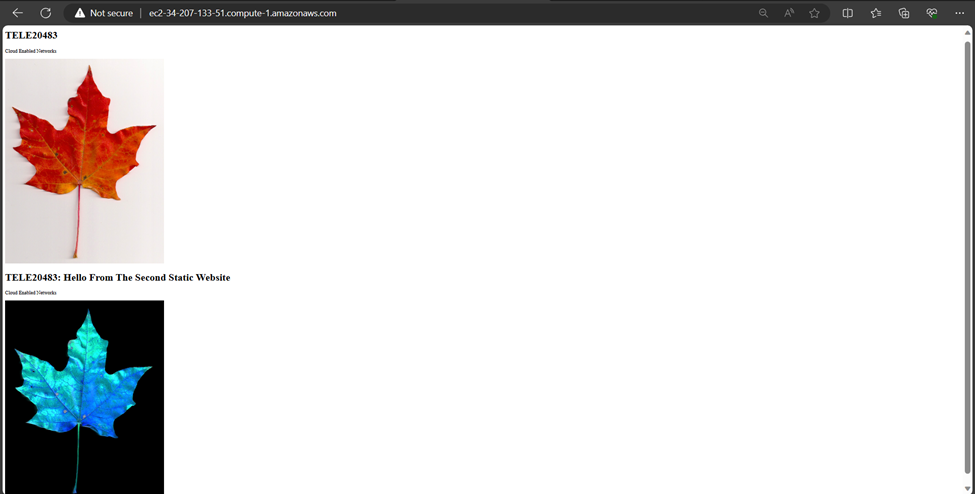 Not secure
ec2-34-207-133-51.compute-1.amazonaws.com
TELE20483
Cloud Enabled Networks
TELE20483: Hello From The Second Static Website
Cloud Enabled Networks